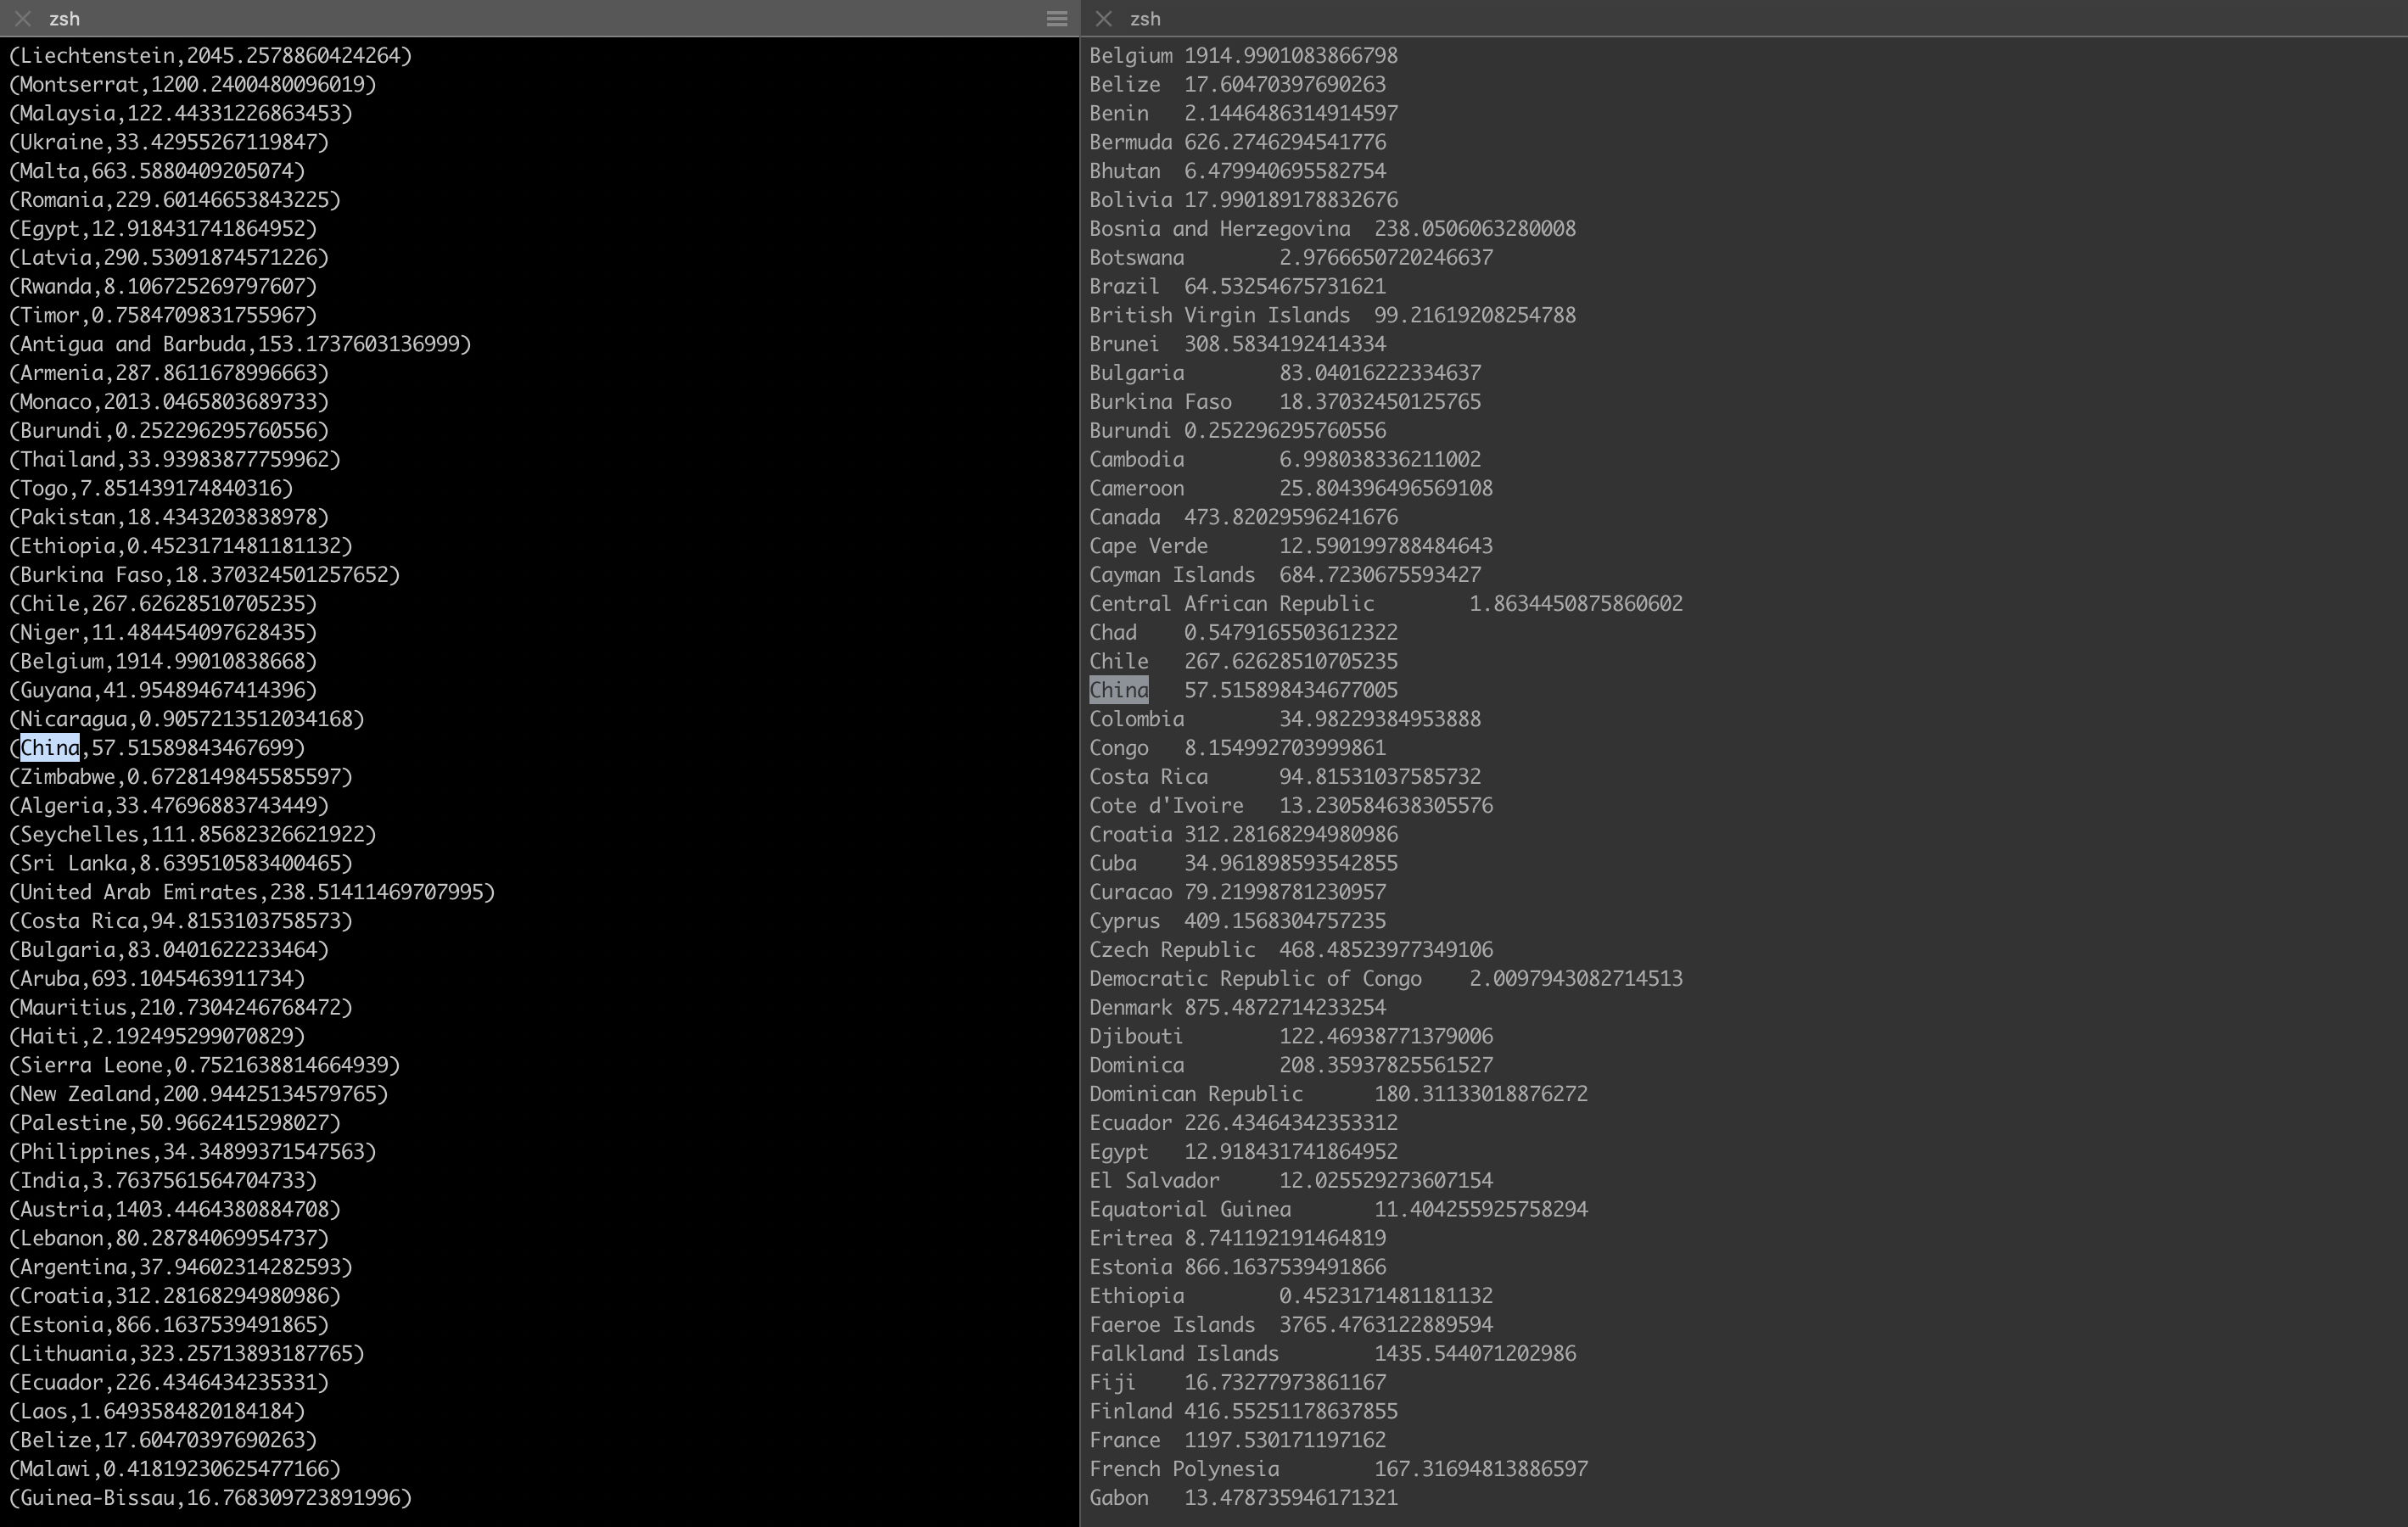 zsh
(Liechtenstein,2045.2578860424264)
(Montserrat,1200.2400480096019)
(Malaysia,122.44331226863453)
(Ukraine,33.42955267119847)
(Malta,663.5880409205074)
(Romania,229.60146653843225)
(Egypt,12.918431741864952)
(Latvia,290.53091874571226)
(Rwanda,8.106725269797607)
(Timor,0.7584709831755967)
(Antigua and Barbuda,153.1737603136999)
(Armenia,287.8611678996663)
(Monaco,2013.0465803689733)
(Burundi,0.252296295760556)
(Thailand,33.93983877759962)
(Togo,7.851439174840316)
(Pakistan,18.4343203838978)
(Ethiopia,0.4523171481181132)
(Burkina Faso,18.370324501257652)
(Chile,267.62628510705235)
(Niger,11.484454097628435)
(Belgium,1914.99010838668)
(Guyana,41.95489467414396)
(Nicaragua,0.9057213512034168)
(China,57.51589843467699)
(Zimbabwe,0.6728149845585597)
(Algeria,33.47696883743449)
(Seychelles,111.85682326621922)
(Sri Lanka,8.639510583400465)
(United Arab Emirates,238.51411469707995)
(Costa Rica,94.8153103758573)
(Bulgaria,83.0401622233464)
(Aruba,693.1045463911734)
(Mauritius,210.7304246768472)
(Haiti,2.192495299070829)
(Sierra Leone,0.7521638814664939)
(New Zealand,200.94425134579765)
(Palestine,50.9662415298027)
(Philippines,34.348993715475​63)
(India,3.7637561564704733)
(Austria,1403.4464380884708)
(Lebanon,80.28784069954737)
(Argentina,37.94602314282593)
(Croatia,312.28168294980986)
(Estonia,866.1637539491865)
(Lithuania,323.25713893187765)
(Ecuador,226.4346434235331)
(Laos,1.6493584820184184)
(Belize,17.60470397690263)
(Malawi,0.41819230625477166)
(Guinea-Bissau,16.768309723891996)
zsh
Belgium 1914.9901083866798
Belize 17.60470397690263
Benin 2.1446486314914597
Bermuda 626.2746294541776
Bhutan 6.479940695582754
Bolivia 17.990189178832676
Bosnia and Herzegovina 238.0506063280008
Botswana 2.9766650720246637
Brazil 64.53254675731621
British Virgin Islands 99.21619208254788
Brunei 308.5834192414334
Bulgaria 83.04016222334637
Burkina Faso 18.37032450125765
Burundi 0.252296295760556
Cambodia 6.998038336211002
Cameroon 25.804396496569108
Canada 473.82029596241676
Cape Verde 12.590199788484643
Cayman Islands 684.7230675593427
Central African Republic 1.8634450875860602
Chad 0.5479165503612322
Chile 267.62628510705235
China 57.515898434677005
Colombia 34.98229384953888
Congo 8.154992703999861
Costa Rica 94.81531037585732
Cote d'Ivoire 13.230584638305576
Croatia 312.28168294980986
Cuba 34.961898593542855
Curacao 79.21998781230957
Cyprus 409.1568304757235
Czech Republic 468.48523977349106
Democratic Republic of Congo 2.0097943082714513
Denmark 875.4872714233254
Djibouti 122.46938771379006
Dominica 208.35937825561527
Dominican Republic 180.31133018876272
Ecuador 226.43464342353312
Egypt 12.918431741864952
El Salvador 12.025529273607154
Equatorial Guinea 11.404255925758294
Eritrea 8.741192191464819
Estonia 866.1637539491866
Ethiopia 0.4523171481181132
Faeroe Islands 3765.4763122889594
Falkland Islands 1435.544071202986
Fiji 16.73277973861167
Finland 416.55251178637855
France 1197.530171197162
French Polynesia 167.31694813886597
Gabon 13.478735946171321